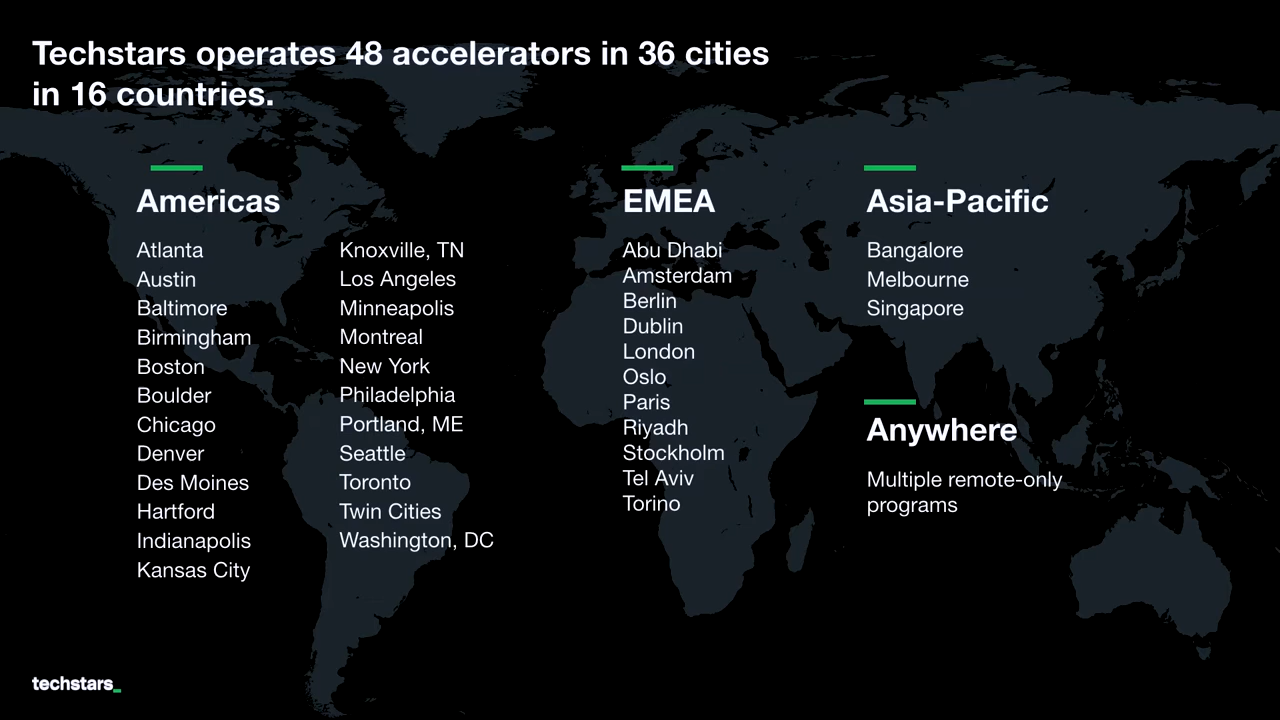 Techstars operates 48 accelerators in 36 cities
in 16 countries.
Americas
Atlanta
Austin
Baltimore
Birmingham
Boston
Boulder
Chicago
Denver
Des Moines
Hartford
Indianapolis
Kansas City
Knoxville, TN
Los Angeles
Minneapolis
Montreal
New York
Philadelphia
Portland, ME
Seattle
Toronto
Twin Cities
Washington, DC
EMEA
Abu Dhabi
Amsterdam
Berlin
Dublin
London
Oslo
Paris
Riyadh
Stockholm
Tel Aviv
Torino
Asia-Pacific
Bangalore
Melbourne
Singapore
Anywhere
Multiple remote-only
programs
techstars_